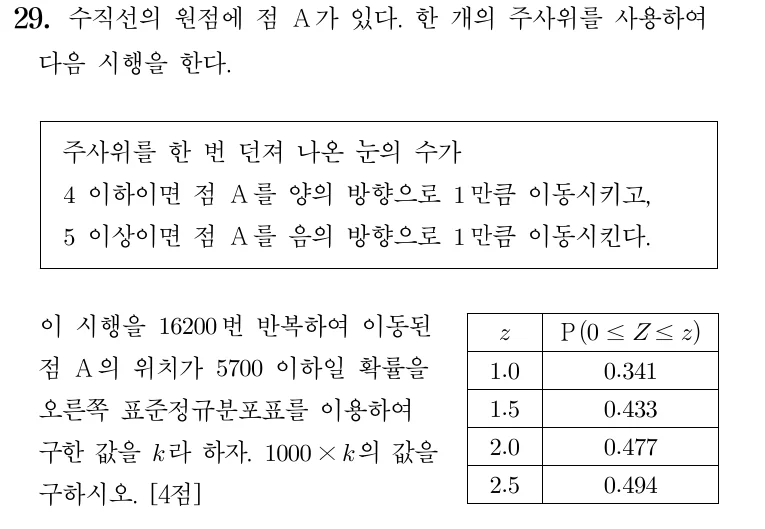 29. 수직선의 원점에 점 A가 있다. 한 개의 주사위를 사용하여
다음 시행을 한다.
주사위를 한 번 던져 나온 눈의 수가
4 이하이면 점 A를 양의 방향으로 1만큼 이동시키고,
5 이상이면 점 A를 음의 방향으로 1만큼 이동시킨다.
이 시행을 16200번 반복하여 이동된
점 A의 위치가 5700 이하일 확률을
오른쪽 표준정규분포표를 이용하여
구한 값을 k라 하자. 1000×k의 값을
구하시오. [4점]
z P(0≤Z≤z)
1.0 0.341
1.5 0.433
2.0 0.477
2.5 0.494